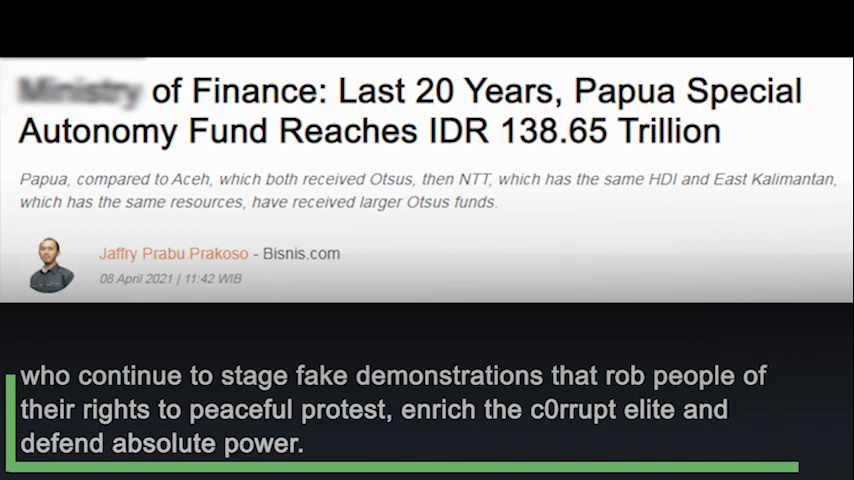 Ministry of Finance: Last 20 Years, Papua Special
Autonomy Fund Reaches IDR 138.65 Trillion
Papua, compared to Aceh, which both received Otsus, then NTT, which has the same HDI and East Kalimantan,
which has the same resources, have received larger Otsus funds.
Jaffry Prabu Prakoso - Bisnis.com
08 April 2021 | 11:42 WIB
who continue to stage fake demonstrations that rob people of
their rights to peaceful protest, enrich the c0rrupt elite and
defend absolute power.